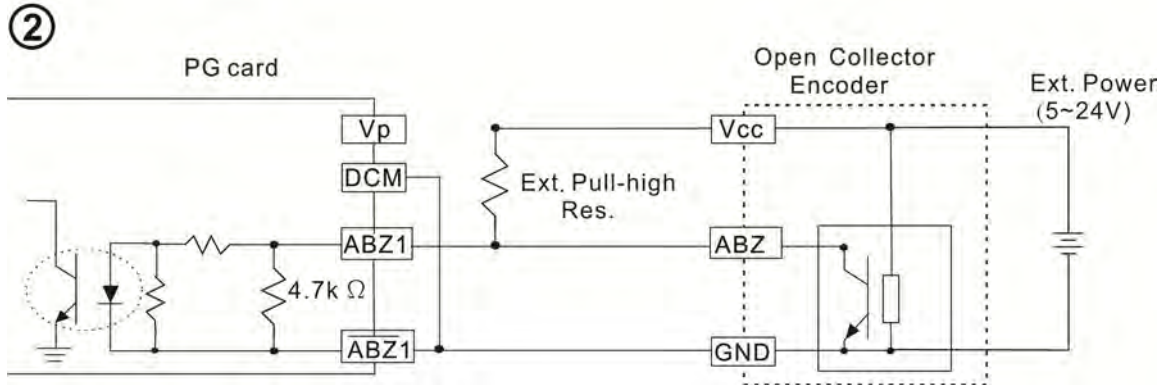 ②
PG card
Open Collector
Encoder
Ext. Power
(5~24V)
Vp
Vcc
DCM
Ext. Pull-high
Res.
ABZ1
ABZ
4.7k Ω
A̅B̅Z̅1̅
GND